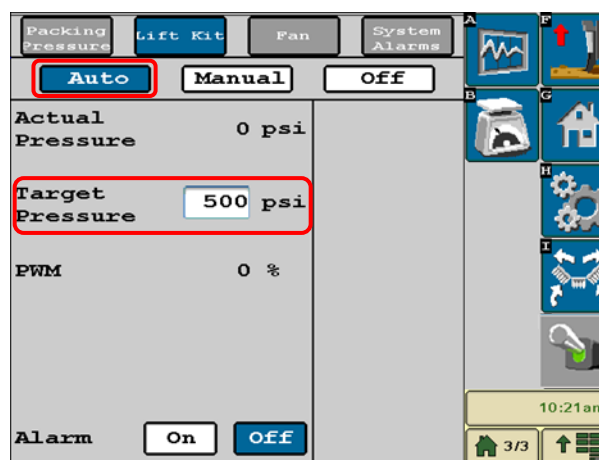 Packing Pressure
Lift Kit
Fan
System Alarms
Auto
Manual
Off
Actual Pressure
0 psi
Target Pressure
500 psi
PWM
0 %
Alarm
On
Off
A
F
B
G
H
I
10:21am
3/3